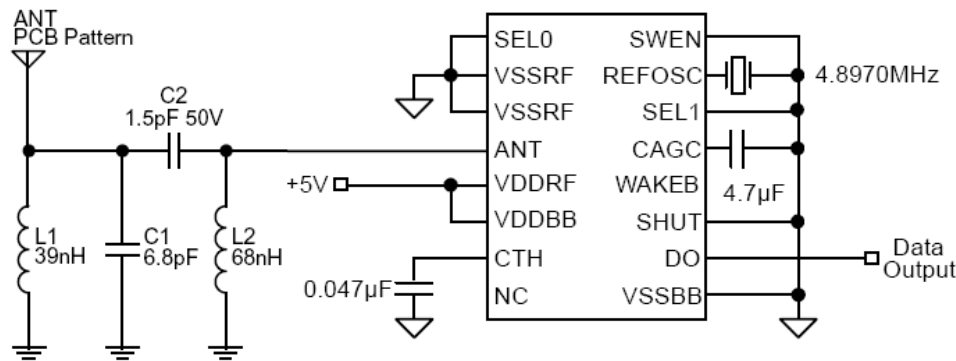 ANT
PCB Pattern
C2
1.5pF 50V
L1
39nH
C1
6.8pF
L2
68nH
+5V
0.047µF
SEL0
VSSRF
VSSRF
ANT
VDDRF
VDDBB
CTH
NC
SWEN
REFOSC
SEL1
CAGC
WAKEB
SHUT
DO
VSSBB
4.8970MHz
4.7µF
Data
Output